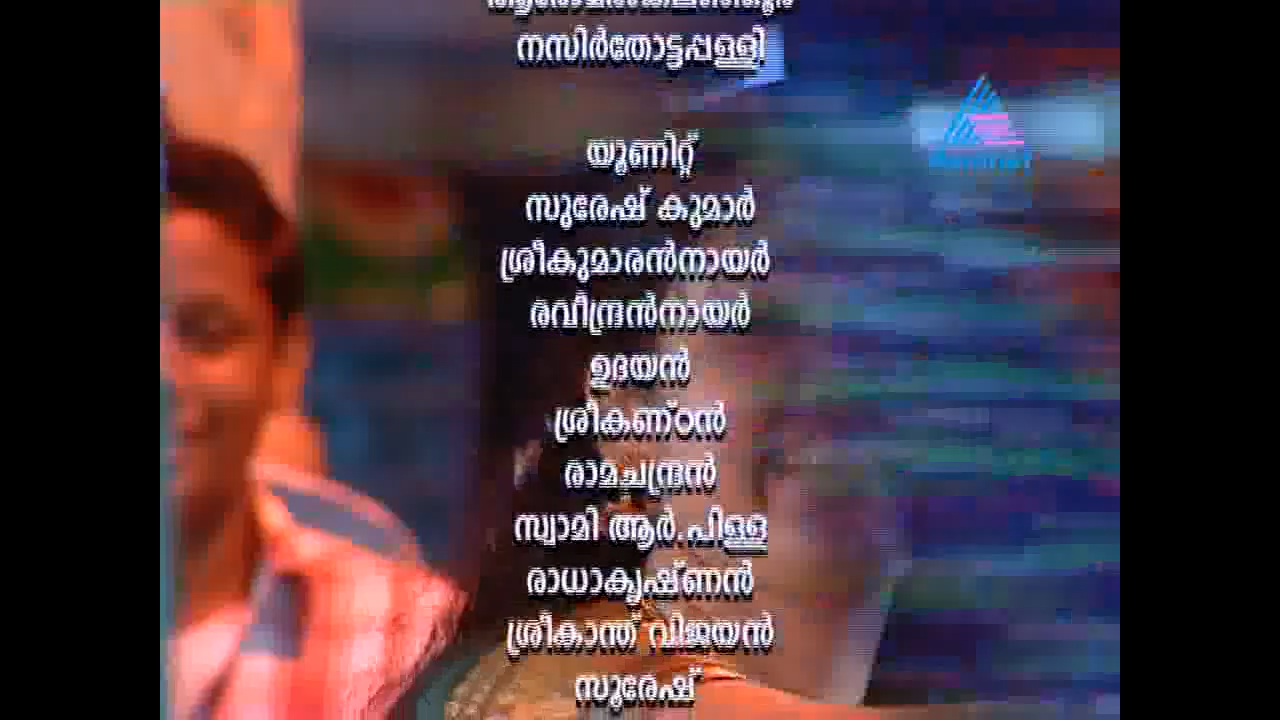 നസിർതോട്ടപ്പള്ളി
യൂണിറ്റ്
സുരേഷ് കുമാർ
ശ്രീകുമാരൻനായർ
രവീന്ദ്രൻനായർ
ഉദയൻ
ശ്രീകണ്ഠൻ
രാമചന്ദ്രൻ
സ്വാമി ആർ.പിള്ള
രാധാകൃഷ്ണൻ
ശ്രീകാന്ത് വിജയൻ
സുരേഷ്